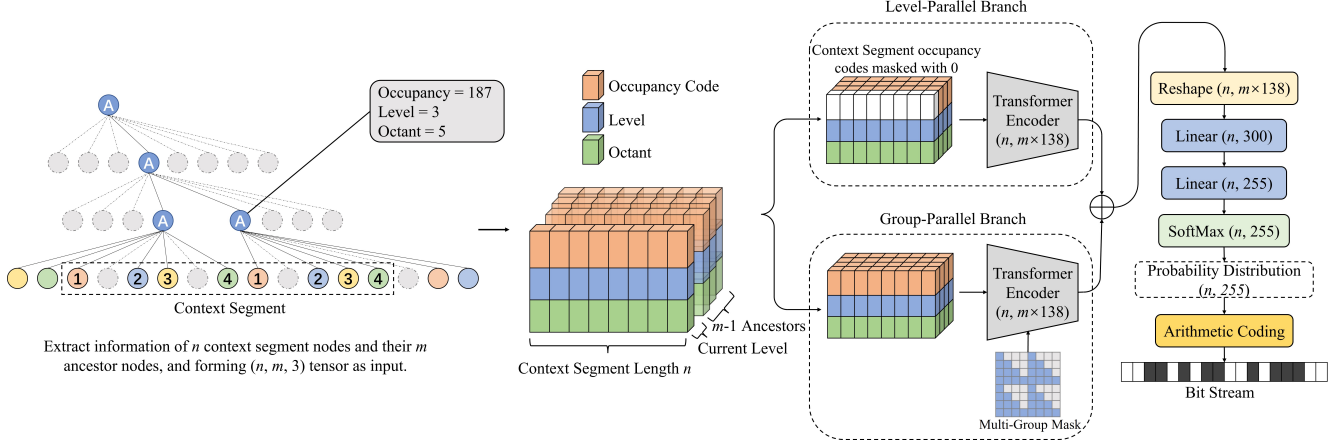 A
A
A
A
Occupancy = 187
Level = 3
Octant = 5
1
2
3
4
1
2
3
4
Context Segment
Extract information of n context segment nodes and their m
ancestor nodes, and forming (n, m, 3) tensor as input.
Occupancy Code
Level
Octant
m-1 Ancestors
Current Level
Context Segment Length n
Level-Parallel Branch
Context Segment occupancy
codes masked with 0
Transformer
Encoder
(n, m×138)
Group-Parallel Branch
Transformer
Encoder
(n, m×138)
Multi-Group Mask
Reshape (n, m×138)
Linear (n, 300)
Linear (n, 255)
SoftMax (n, 255)
Probability Distribution
(n, 255)
Arithmetic Coding
Bit Stream